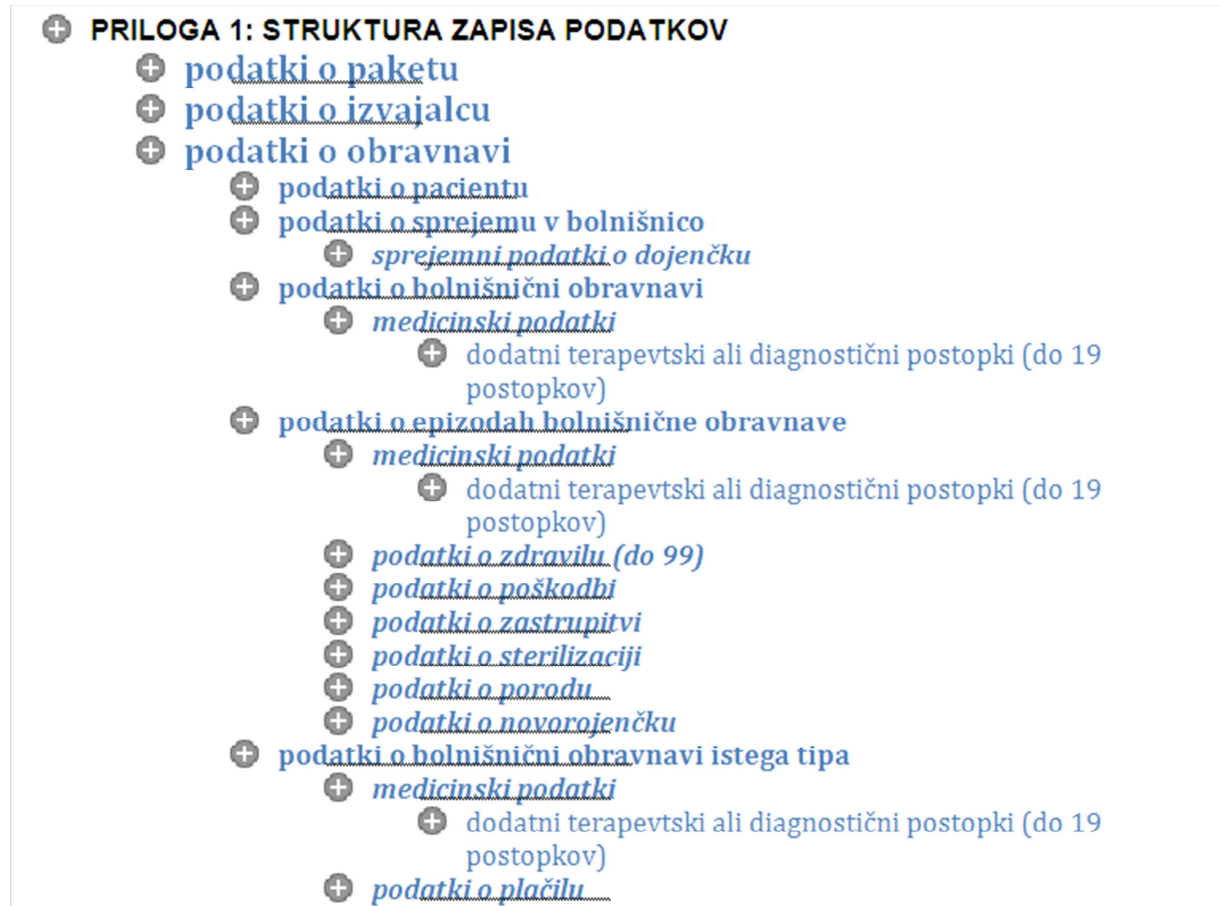 PRILOGA 1: STRUKTURA ZAPISA PODATKOV
podatki o paketu
podatki o izvajalcu
podatki o obravnavi
podatki o pacientu
podatki o sprejemu v bolnišnico
sprejemni podatki o dojenčku
podatki o bolnišnični obravnavi
medicinski podatki
dodatni terapevtski ali diagnostični postopki (do 19
postopkov)
podatki o epizodah bolnišnične obravnave
medicinski podatki
dodatni terapevtski ali diagnostični postopki (do 19
postopkov)
podatki o zdravilu (do 99)
podatki o poškodbi
podatki o zastrupitvi
podatki o sterilizaciji
podatki o porodu
podatki o novorojenčku
podatki o bolnišnični obravnavi istega tipa
medicinski podatki
dodatni terapevtski ali diagnostični postopki (do 19
postopkov)
podatki o plačilu